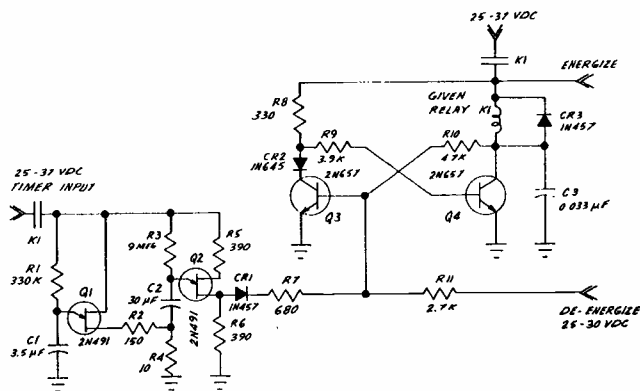 25-31 VDC
K1
ENERGIZE
R8
330
GIVEN
RELAY
K1
CR3
1N457
R9
3.9K
R10
4.7K
CR2
1N645
2N657
2N657
Q3
Q4
C3
0.033 µF
25-31 VDC
TIMER INPUT
K1
R3
9 MEG
Q2
R5
390
R1
330K
Q1
C2
30 µF
CR1
1N457
R7
680
R11
2.7K
DE-ENERGIZE
25-30 VDC
R2
150
2N491
2N491
R6
390
C1
3.5 µF
R4
10